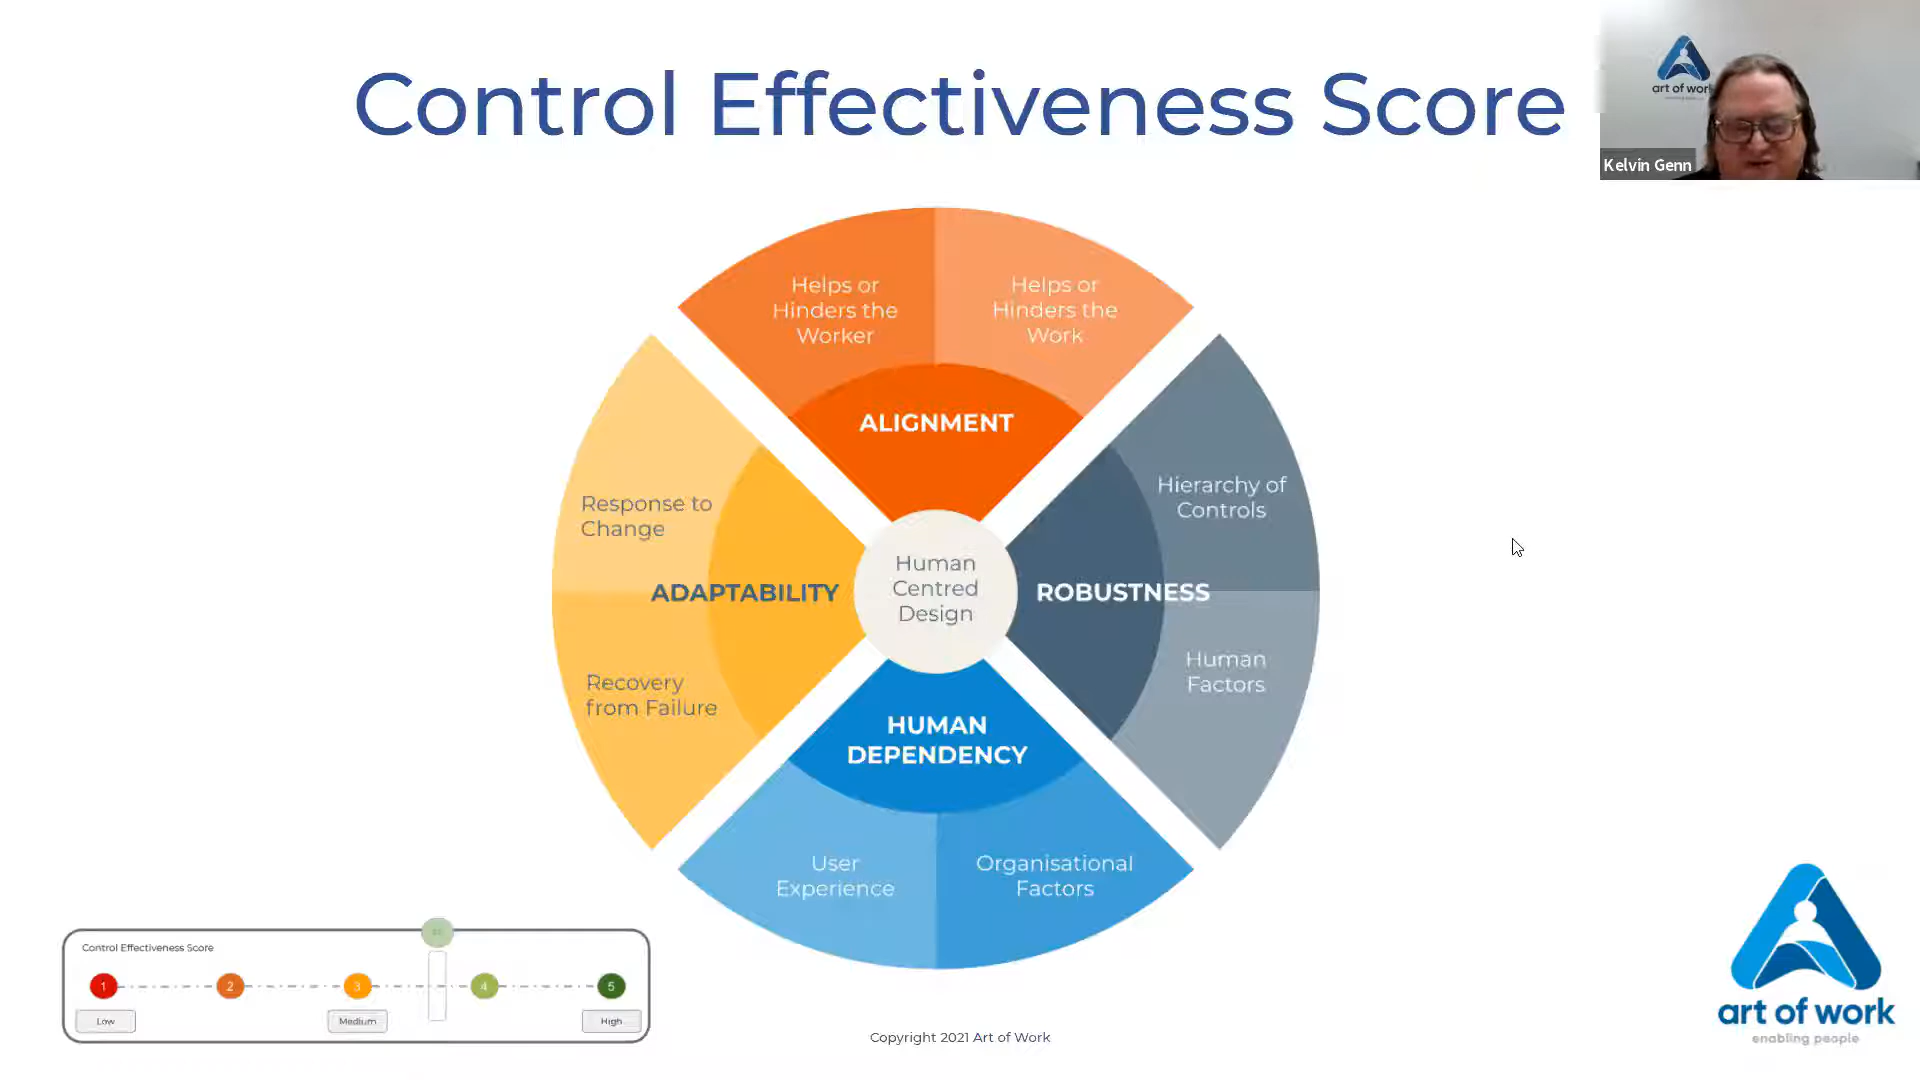 Control Effectiveness Score
art of work
Kelvin Genn
Helps or
Hinders the
Worker
Helps or
Hinders the
Work
ALIGNMENT
Response to
Change
ADAPTABILITY
Recovery
from Failure
Human
Centred
Design
Hierarchy of
Controls
ROBUSTNESS
Human
Factors
HUMAN
DEPENDENCY
User
Experience
Organisational
Factors
Control Effectiveness Score
1
2
3
4
5
Low
Medium
High
Copyright 2021 Art of Work
art of work
enabling people